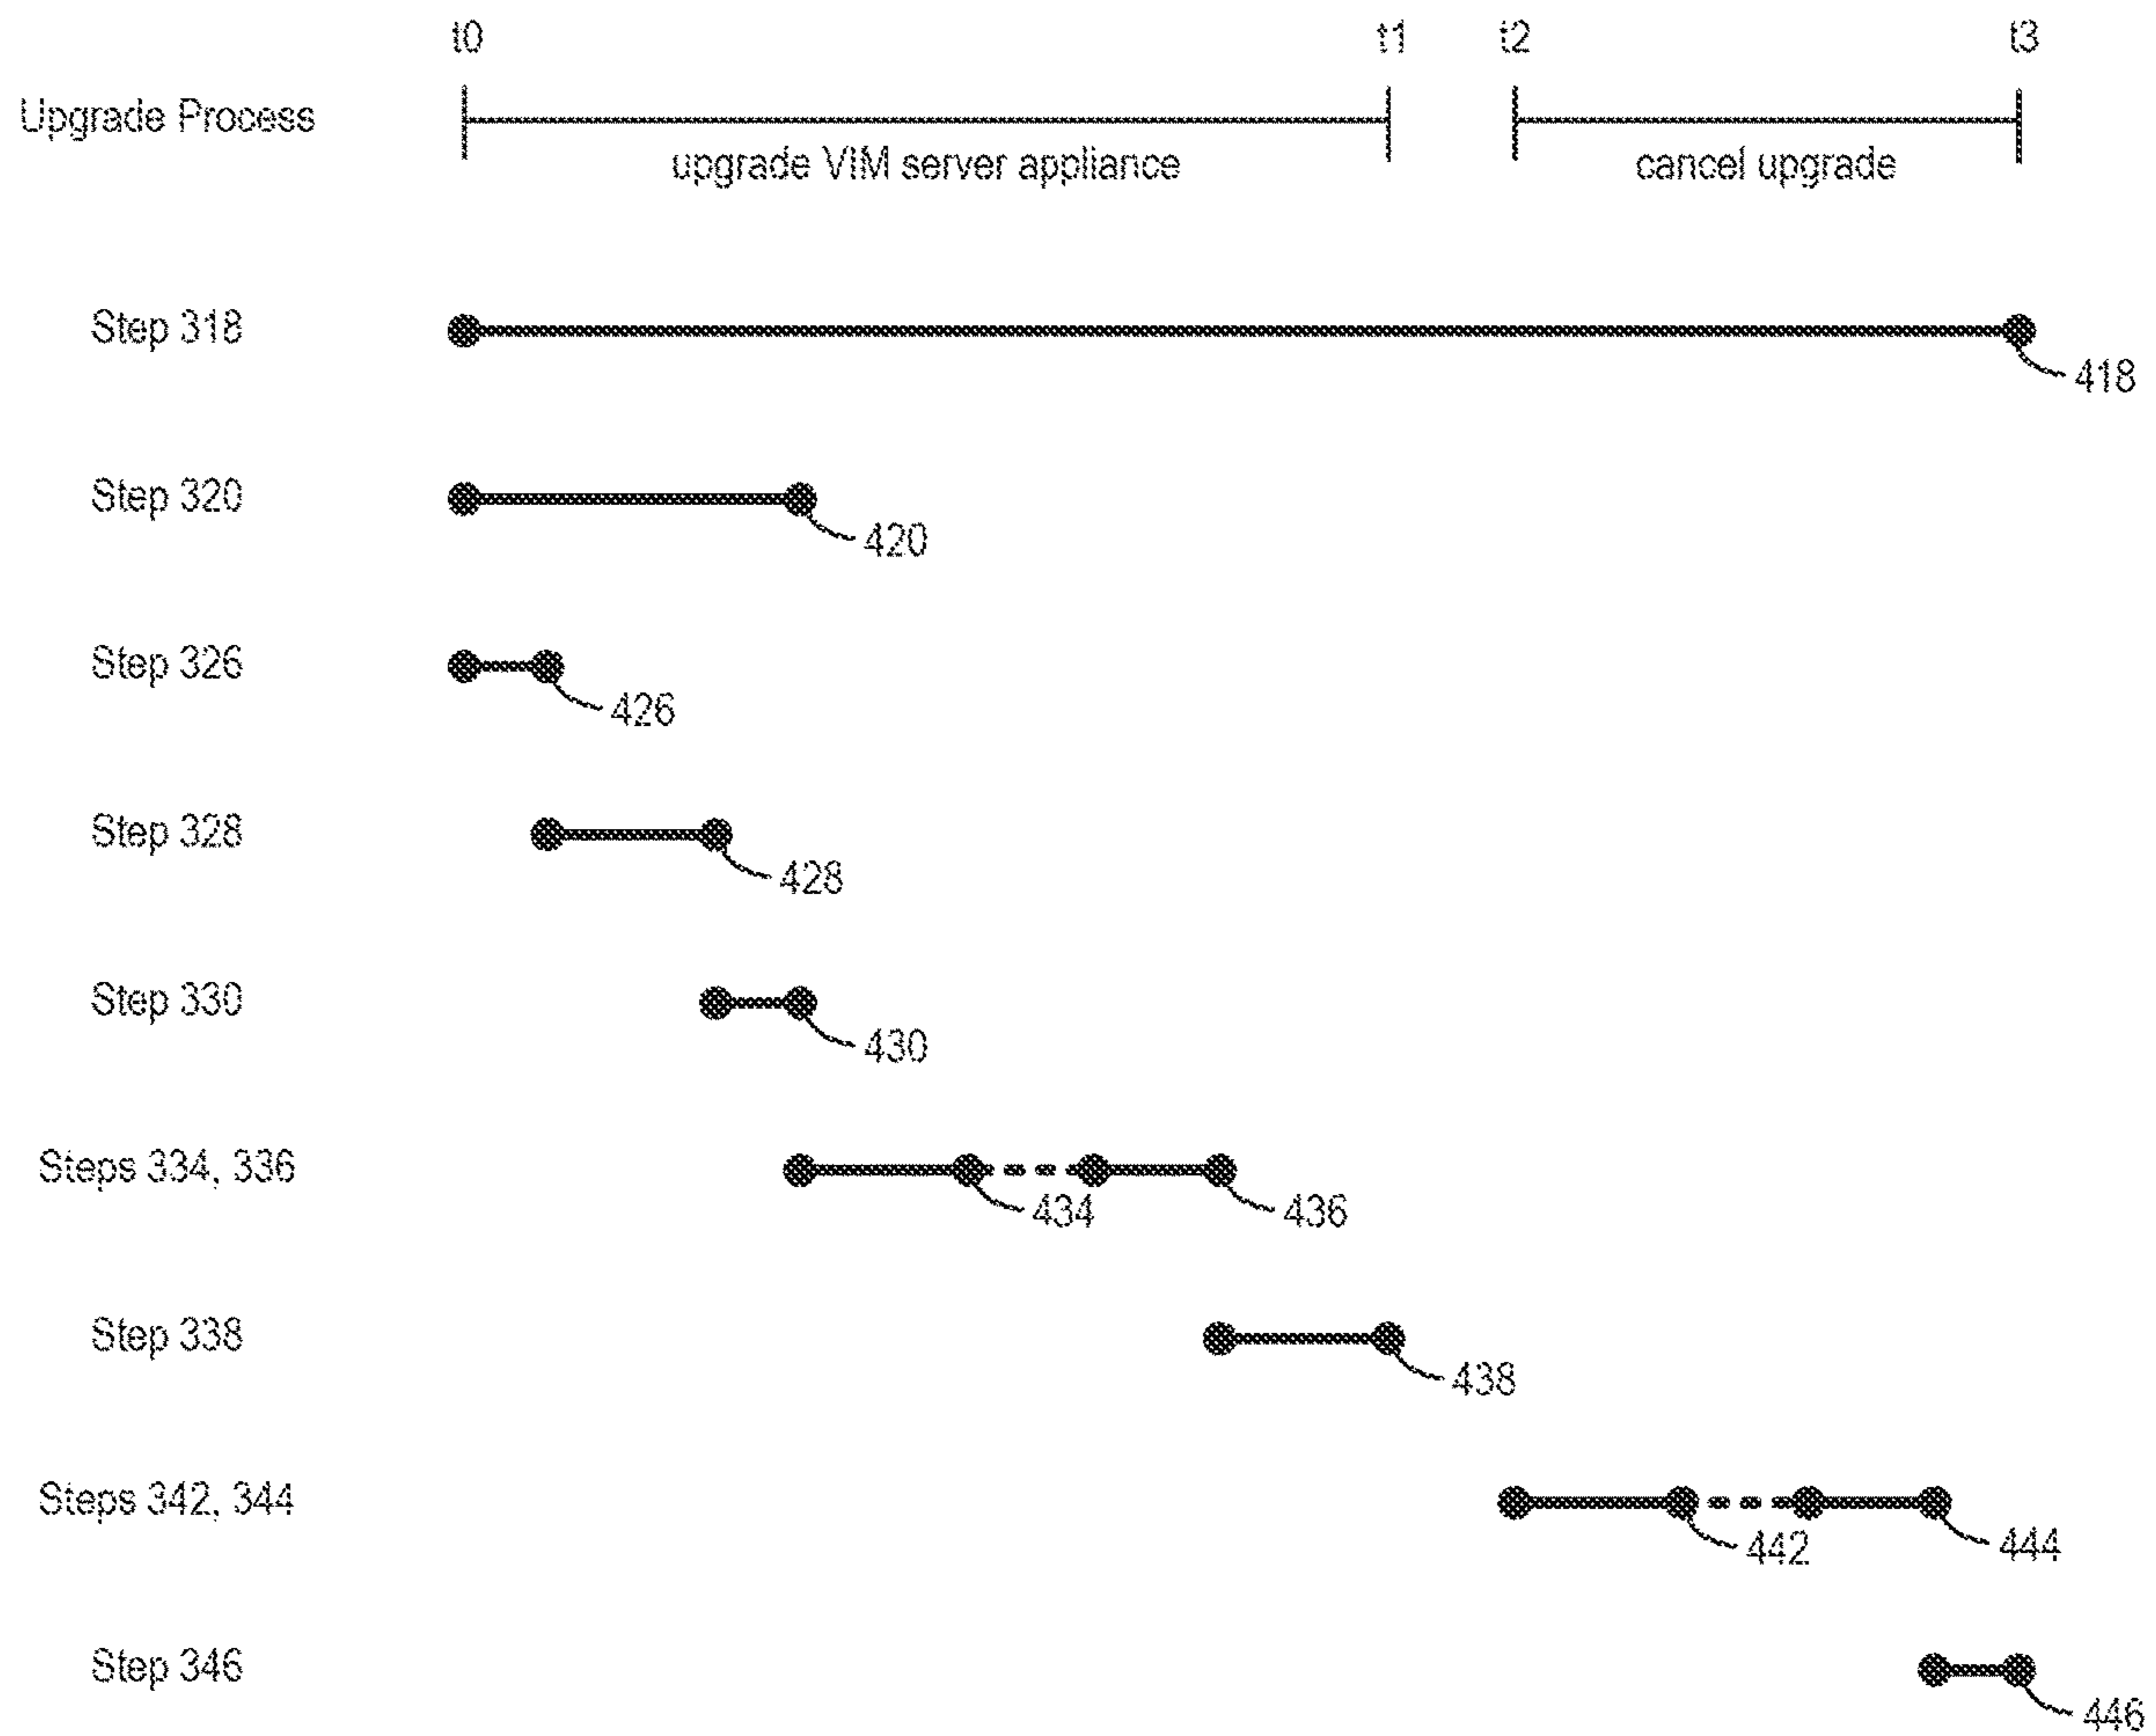 t0 t1 t2 t3
Upgrade Process
upgrade VIM server appliance cancel upgrade
Step 318
418
Step 320
420
Step 326
426
Step 328
428
Step 330
430
Steps 334, 336
434 436
Step 338
438
Steps 342, 344
442 444
Step 346
446